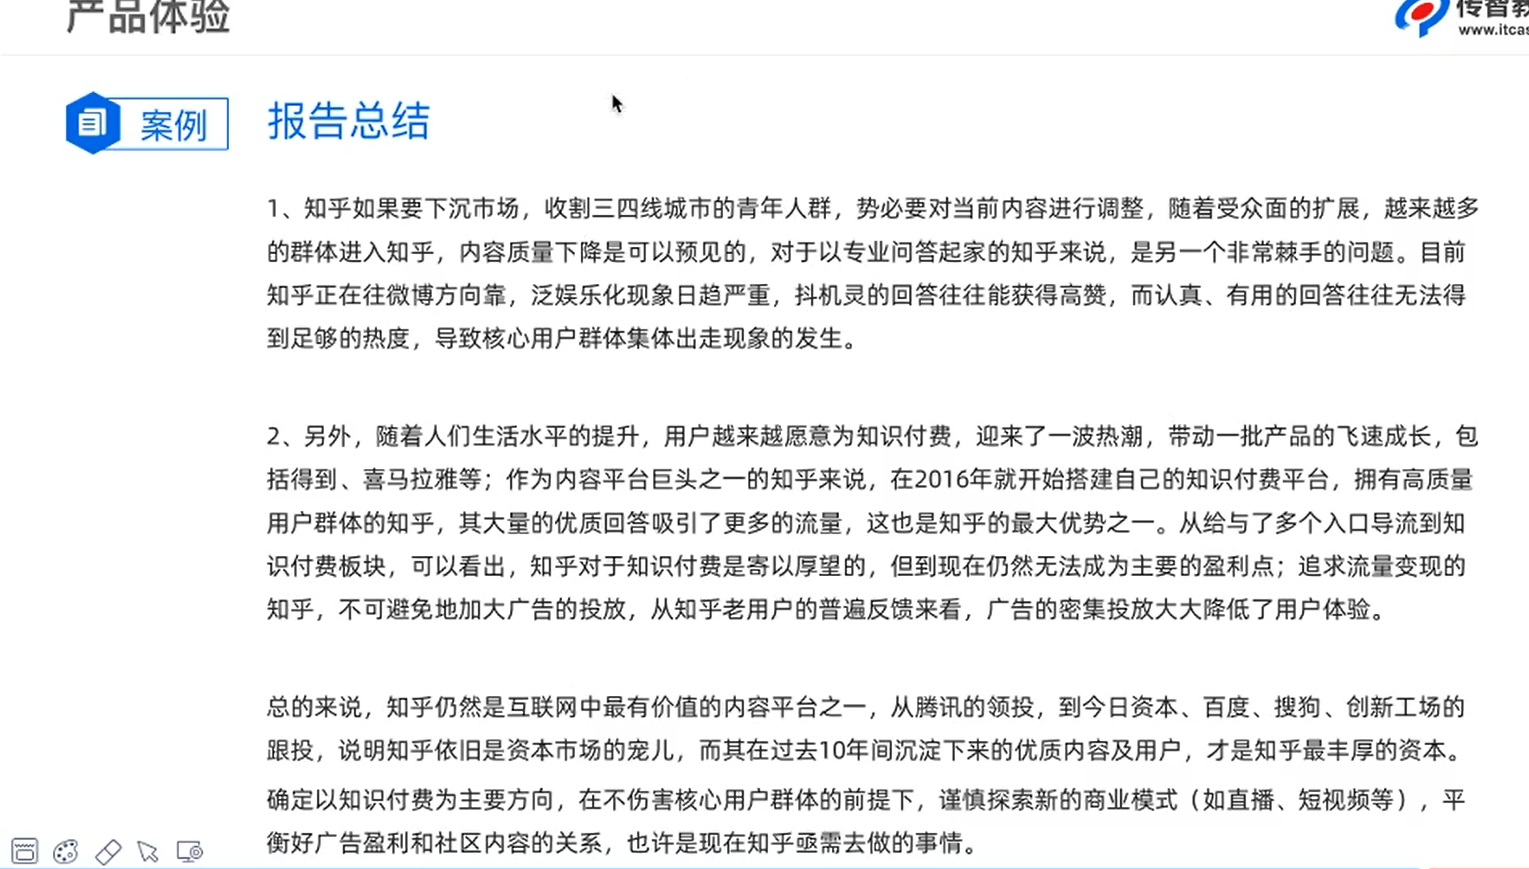 产品体验
传智教
www.itcas
案例
报告总结
1、知乎如果要下沉市场，收割三四线城市的青年人群，势必要对当前内容进行调整，随着受众面的扩展，越来越多
的群体进入知乎，内容质量下降是可以预见的，对于以专业问答起家的知乎来说，是另一个非常棘手的问题。目前
知乎正在往微博方向靠，泛娱乐化现象日趋严重，抖机灵的回答往往能获得高赞，而认真、有用的回答往往无法得
到足够的热度，导致核心用户群体集体出走现象的发生。
2、另外，随着人们生活水平的提升，用户越来越愿意为知识付费，迎来了一波热潮，带动一批产品的飞速成长，包
括得到、喜马拉雅等；作为内容平台巨头之一的知乎来说，在2016年就开始搭建自己的知识付费平台，拥有高质量
用户群体的知乎，其大量的优质回答吸引了更多的流量，这也是知乎的最大优势之一。从给与了多个入口导流到知
识付费板块，可以看出，知乎对于知识付费是寄以厚望的，但到现在仍然无法成为主要的盈利点；追求流量变现的
知乎，不可避免地加大广告的投放，从知乎老用户的普遍反馈来看，广告的密集投放大大降低了用户体验。
总的来说，知乎仍然是互联网中最有价值的内容平台之一，从腾讯的领投，到今日资本、百度、搜狗、创新工场的
跟投，说明知乎依旧是资本市场的宠儿，而其在过去10年间沉淀下来的优质内容及用户，才是知乎最丰厚的资本。
确定以知识付费为主要方向，在不伤害核心用户群体的前提下，谨慎探索新的商业模式（如直播、短视频等），平
衡好广告盈利和社区内容的关系，也许是现在知乎亟需去做的事情。